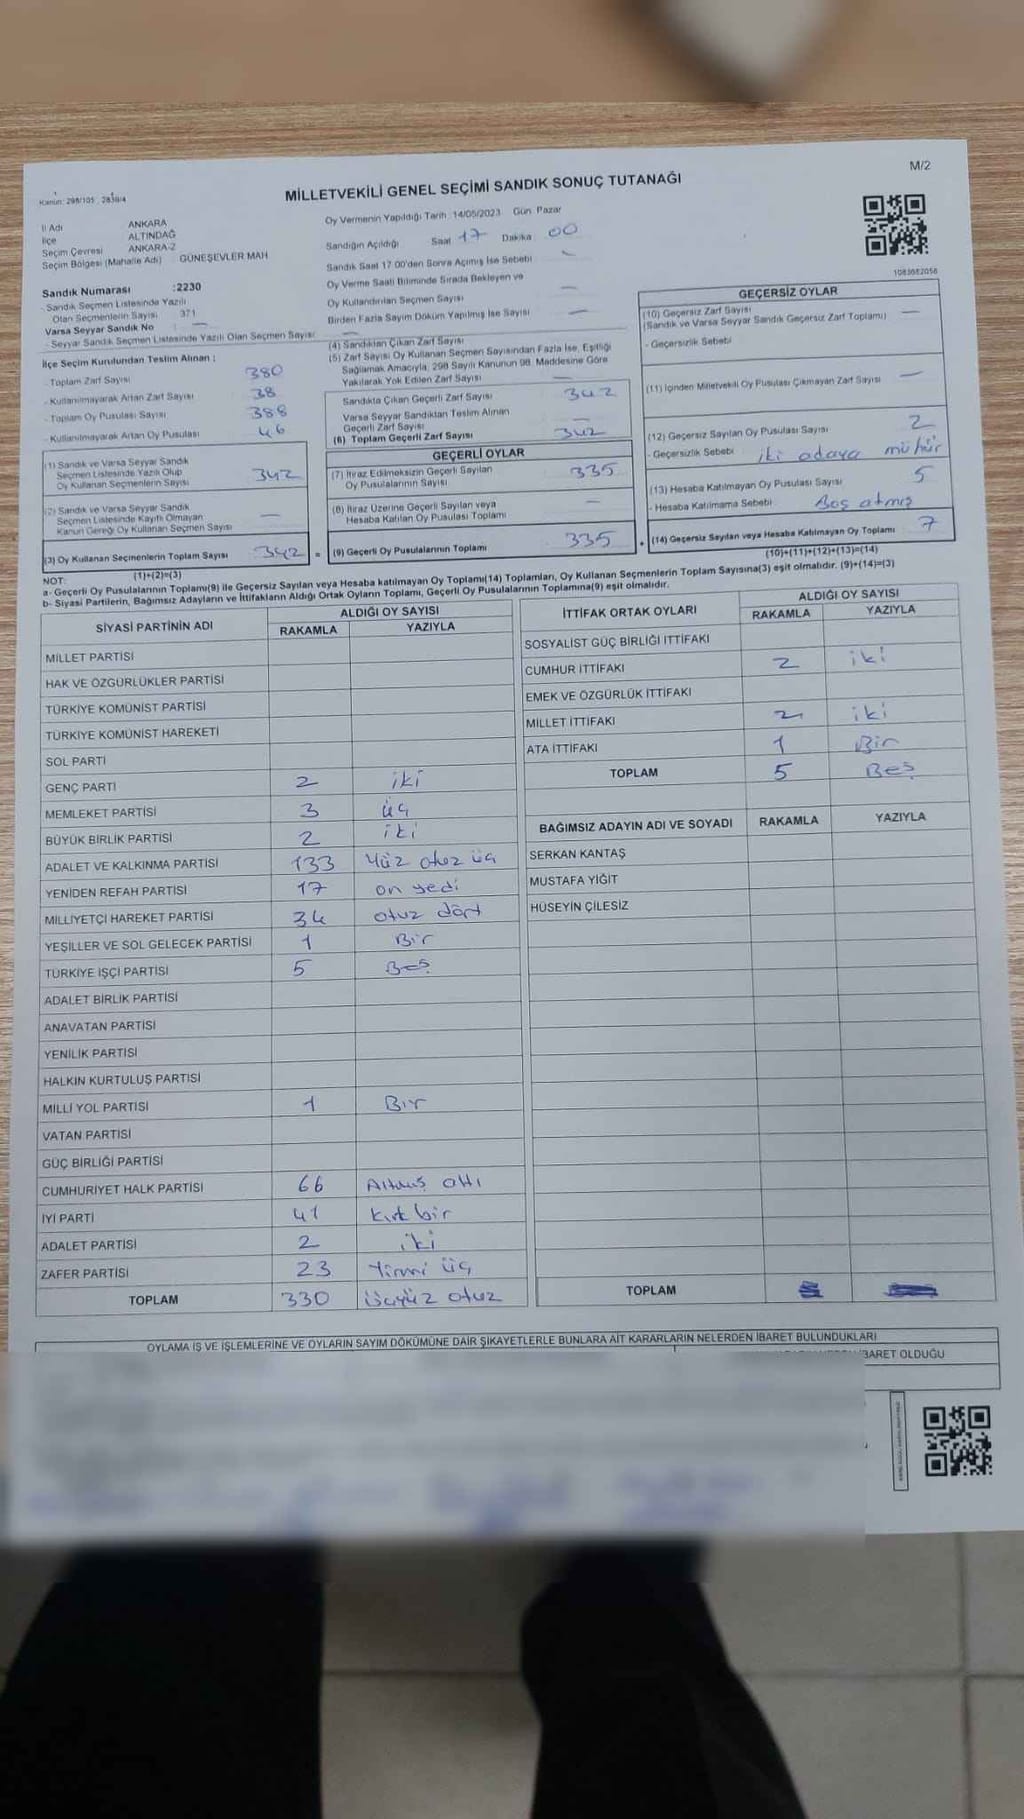 M/2
Kanun: 298/105 , 2839/4
MİLLETVEKİLİ GENEL SEÇİMİ SANDIK SONUÇ TUTANAĞI
İl Adı ANKARA
İlçe ALTINDAĞ
Seçim Çevresi ANKARA-2
Seçim Bölgesi (Mahalle Adı) GÜNEŞEVLER MAH
Sandık Numarası :2230
- Sandık Seçmen Listesinde Yazılı
Olan Seçmenlerin Sayısı 371
Varsa Seyyar Sandık No —
- Seyyar Sandık Seçmen Listesinde Yazılı Olan Seçmen Sayısı —
İlçe Seçim Kurulundan Teslim Alınan :
- Toplam Zarf Sayısı 380
- Kullanılmayarak Artan Zarf Sayısı 38
- Toplam Oy Pusulası Sayısı 388
- Kullanılmayarak Artan Oy Pusulası 46
(1) Sandık ve Varsa Seyyar Sandık
Seçmen Listesinde Yazılı Olup
Oy Kullanan Seçmenlerin Sayısı 342
(2) Sandık ve Varsa Seyyar Sandık
Seçmen Listesinde Kayıtlı Olmayan
Kanun Gereği Oy Kullanan Seçmen Sayısı —
(3) Oy Kullanan Seçmenlerin Toplam Sayısı 342 =
(1)+(2)=(3)
Oy Vermenin Yapıldığı Tarih : 14/05/2023 Gün: Pazar
Sandığın Açıldığı Saat 17 Dakika 00
Sandık Saat 17:00'den Sonra Açılmış İse Sebebi —
Oy Verme Saati Bitiminde Sırada Bekleyen ve
Oy Kullandırılan Seçmen Sayısı —
Birden Fazla Sayım Döküm Yapılmış İse Sayısı —
(4) Sandıktan Çıkan Zarf Sayısı
(5) Zarf Sayısı Oy Kullanan Seçmen Sayısından Fazla İse, Eşitliği
Sağlamak Amacıyla, 298 Sayılı Kanunun 98. Maddesine Göre
Yakılarak Yok Edilen Zarf Sayısı —
Sandıkta Çıkan Geçerli Zarf Sayısı 342
Varsa Seyyar Sandıktan Teslim Alınan
Geçerli Zarf Sayısı —
(6) Toplam Geçerli Zarf Sayısı 342
GEÇERLİ OYLAR
(7) İtiraz Edilmeksizin Geçerli Sayılan
Oy Pusulalarının Sayısı 335
(8) İtiraz Üzerine Geçerli Sayılan veya
Hesaba Katılan Oy Pusulası Toplamı —
(9) Geçerli Oy Pusulalarının Toplamı 335 +
1083682056
GEÇERSİZ OYLAR
(10) Geçersiz Zarf Sayısı
(Sandık ve Varsa Seyyar Sandık Geçersiz Zarf Toplamı) —
- Geçersizlik Sebebi
(11) İçinden Milletvekili Oy Pusulası Çıkmayan Zarf Sayısı —
(12) Geçersiz Sayılan Oy Pusulası Sayısı 2
- Geçersizlik Sebebi iki adaya mühür
(13) Hesaba Katılmayan Oy Pusulası Sayısı 5
- Hesaba Katılmama Sebebi Boş atmış
(14) Geçersiz Sayılan veya Hesaba Katılmayan Oy Toplamı 7
(10)+(11)+(12)+(13)=(14)
NOT:
a- Geçerli Oy Pusulalarının Toplamı(9) ile Geçersiz Sayılan veya Hesaba katılmayan Oy Toplamı(14) Toplamları, Oy Kullanan Seçmenlerin Toplam Sayısına(3) eşit olmalıdır. (9)+(14)=(3)
b- Siyasi Partilerin, Bağımsız Adayların ve İttifakların Aldığı Ortak Oyların Toplamı, Geçerli Oy Pusulalarının Toplamına(9) eşit olmalıdır.
SİYASİ PARTİNİN ADI ALDIĞI OY SAYISI
RAKAMLA YAZIYLA
MİLLET PARTİSİ
HAK VE ÖZGÜRLÜKLER PARTİSİ
TÜRKİYE KOMÜNİST PARTİSİ
TÜRKİYE KOMÜNİST HAREKETİ
SOL PARTİ
GENÇ PARTİ 2 iki
MEMLEKET PARTİSİ 3 üç
BÜYÜK BİRLİK PARTİSİ 2 iki
ADALET VE KALKINMA PARTİSİ 133 Yüz otuz üç
YENİDEN REFAH PARTİSİ 17 on yedi
MİLLİYETÇİ HAREKET PARTİSİ 34 otuz dört
YEŞİLLER VE SOL GELECEK PARTİSİ 1 Bir
TÜRKİYE İŞÇİ PARTİSİ 5 Beş
ADALET BİRLİK PARTİSİ
ANAVATAN PARTİSİ
YENİLİK PARTİSİ
HALKIN KURTULUŞ PARTİSİ
MİLLİ YOL PARTİSİ 1 Bir
VATAN PARTİSİ
GÜÇ BİRLİĞİ PARTİSİ
CUMHURİYET HALK PARTİSİ 66 Altmış altı
İYİ PARTİ 41 Kırk bir
ADALET PARTİSİ 2 iki
ZAFER PARTİSİ 23 Yirmi üç
TOPLAM 330 üçyüz otuz
İTTİFAK ORTAK OYLARI ALDIĞI OY SAYISI
RAKAMLA YAZIYLA
SOSYALİST GÜÇ BİRLİĞİ İTTİFAKI
CUMHUR İTTİFAKI 2 iki
EMEK VE ÖZGÜRLÜK İTTİFAKI
MİLLET İTTİFAKI 2 iki
ATA İTTİFAKI 1 Bir
TOPLAM 5 Beş
BAĞIMSIZ ADAYIN ADI VE SOYADI RAKAMLA YAZIYLA
SERKAN KANTAŞ
MUSTAFA YİĞİT
HÜSEYİN ÇİLESİZ
TOPLAM
OYLAMA İŞ VE İŞLEMLERİNE VE OYLARIN SAYIM DÖKÜMÜNE DAİR ŞİKAYETLERLE BUNLARA AİT KARARLARIN NELERDEN İBARET BULUNDUKLARI
İBARET OLDUĞU